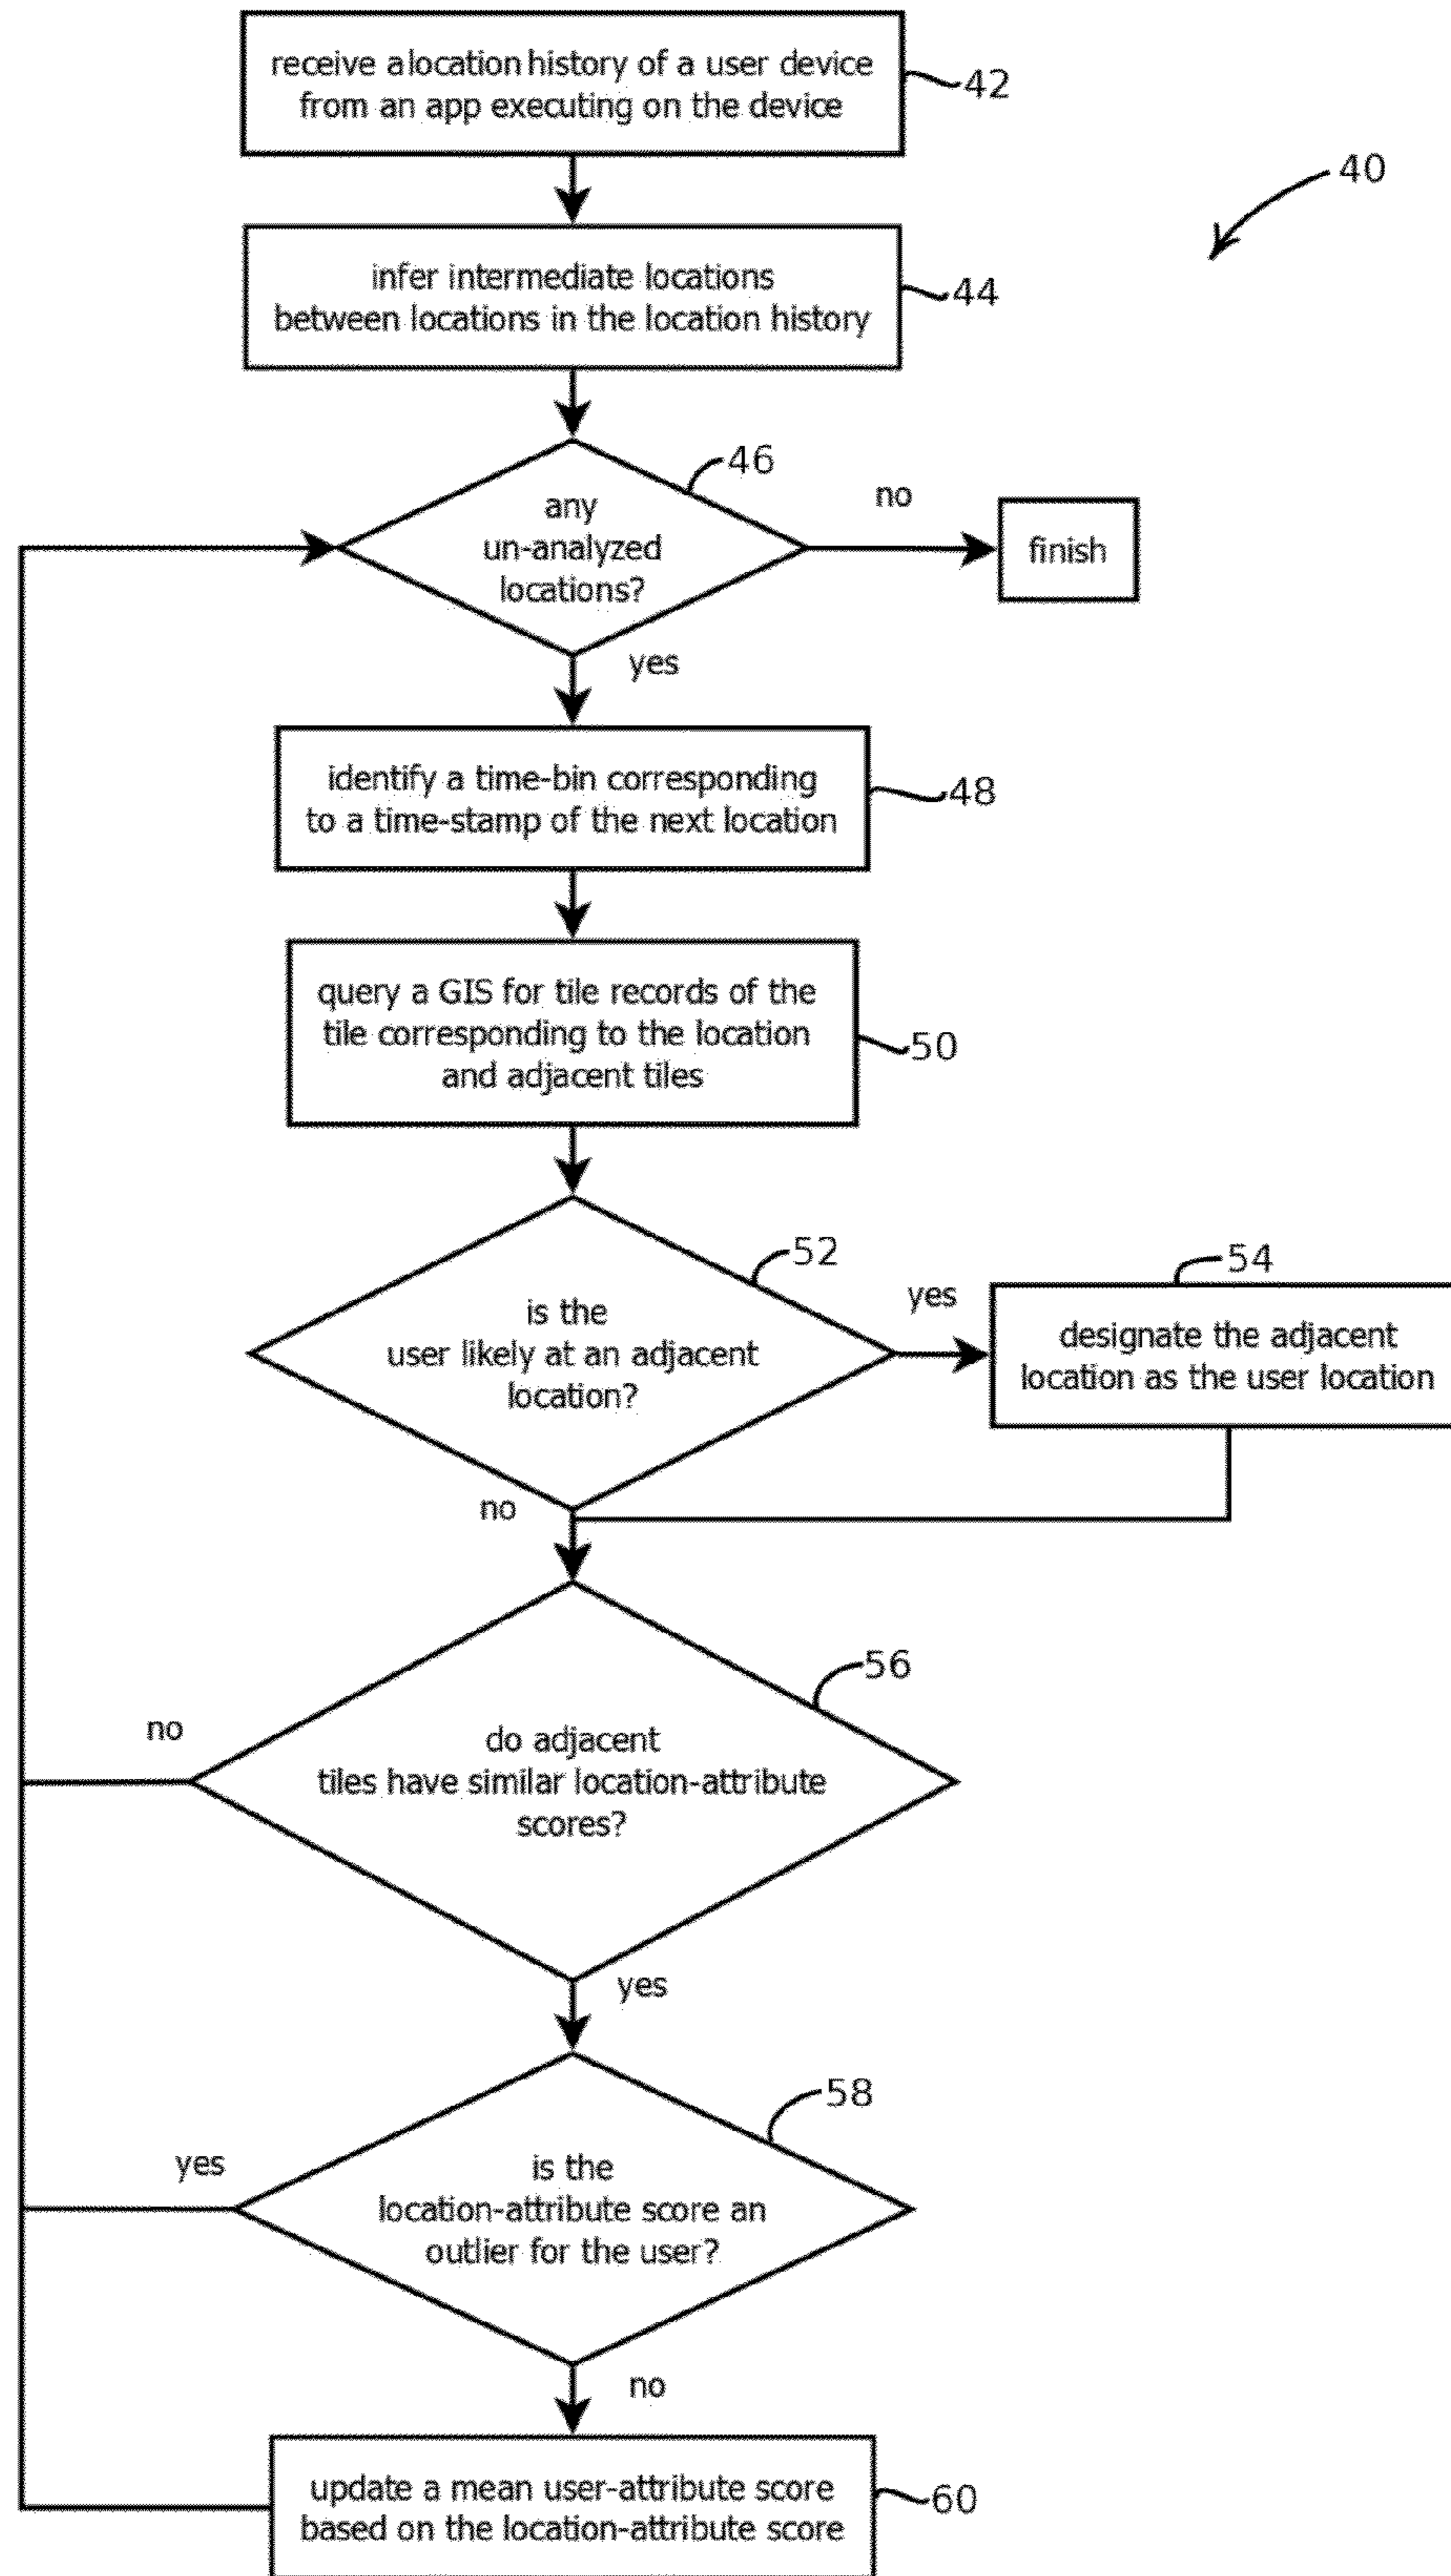 receive a location history of a user device
from an app executing on the device
42
40
infer intermediate locations
between locations in the location history
44
46
any
un-analyzed
locations?
no
finish
yes
identify a time-bin corresponding
to a time-stamp of the next location
48
query a GIS for tile records of the
tile corresponding to the location
and adjacent tiles
50
52
is the
user likely at an adjacent
location?
yes
54
designate the adjacent
location as the user location
no
56
do adjacent
tiles have similar location-attribute
scores?
no
yes
58
is the
location-attribute score an
outlier for the user?
yes
no
update a mean user-attribute score
based on the location-attribute score
60